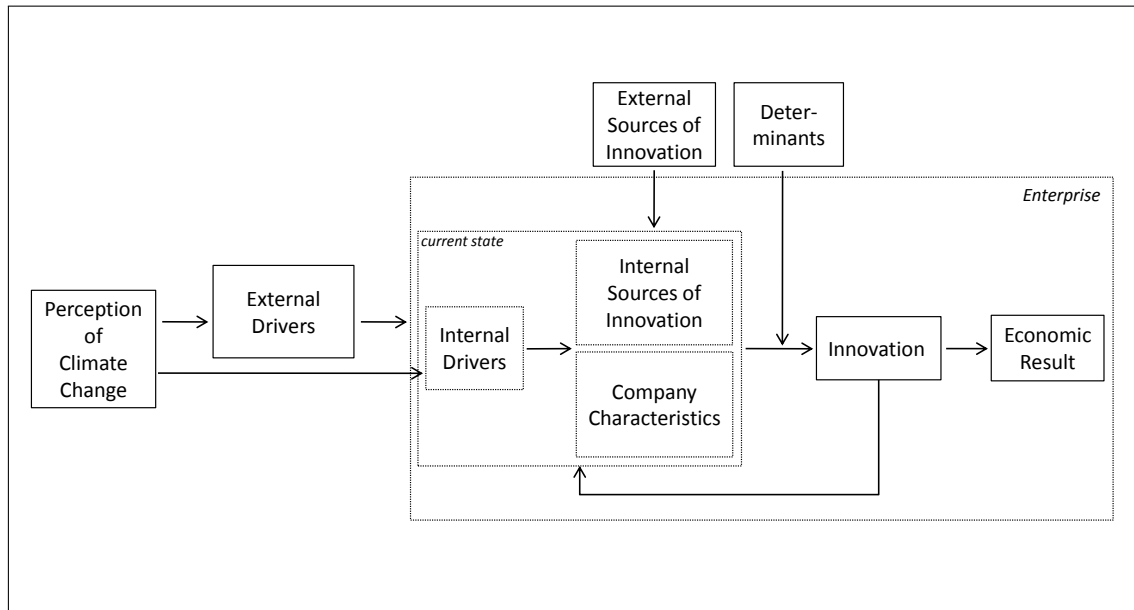 External
Sources of
Innovation
Deter-
minants
Enterprise
current state
Internal
Sources of
Innovation
External
Drivers
Perception
of
Climate
Change
Internal
Drivers
Innovation
Economic
Result
Company
Characteristics